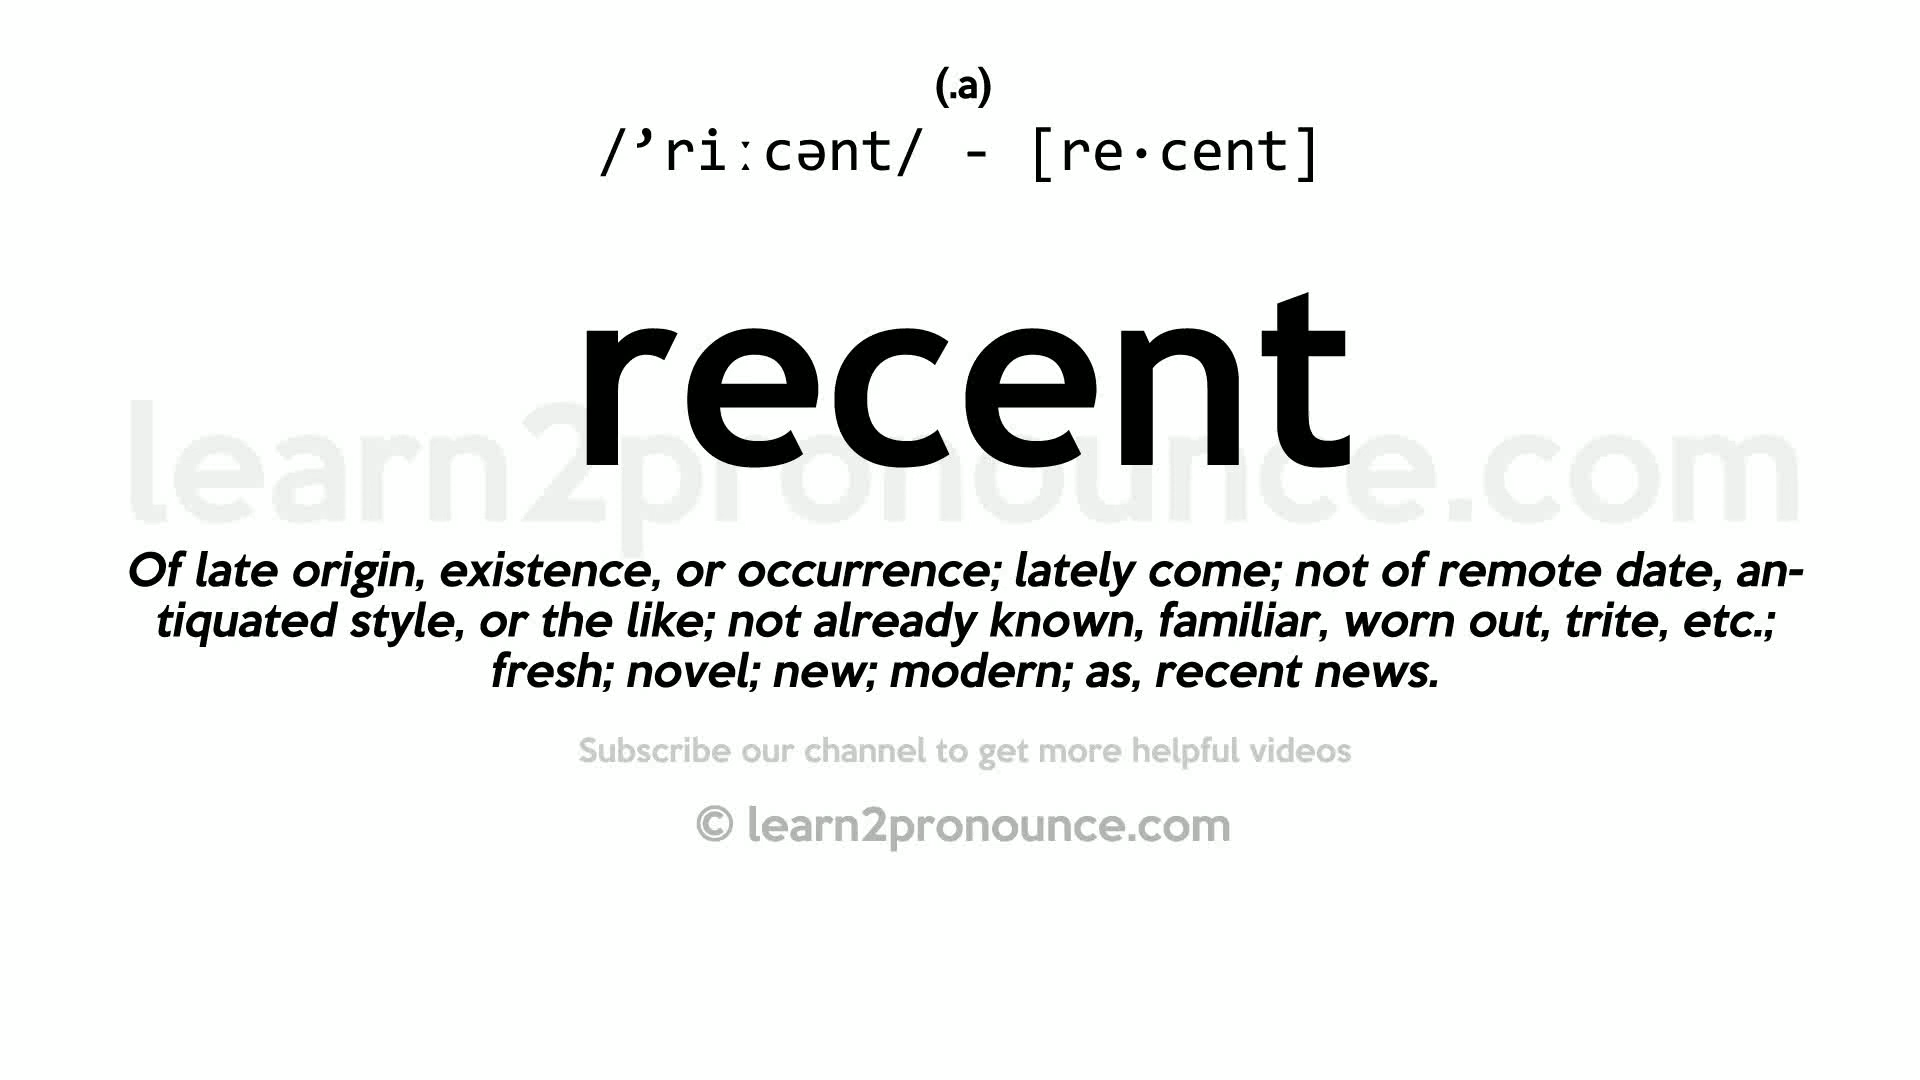 (.a)
/’riːcənt/ - [re·cent]
recent
learn2pronounce.com
Of late origin, existence, or occurrence; lately come; not of remote date, an-
tiquated style, or the like; not already known, familiar, worn out, trite, etc.;
fresh; novel; new; modern; as, recent news.
Subscribe our channel to get more helpful videos
© learn2pronounce.com